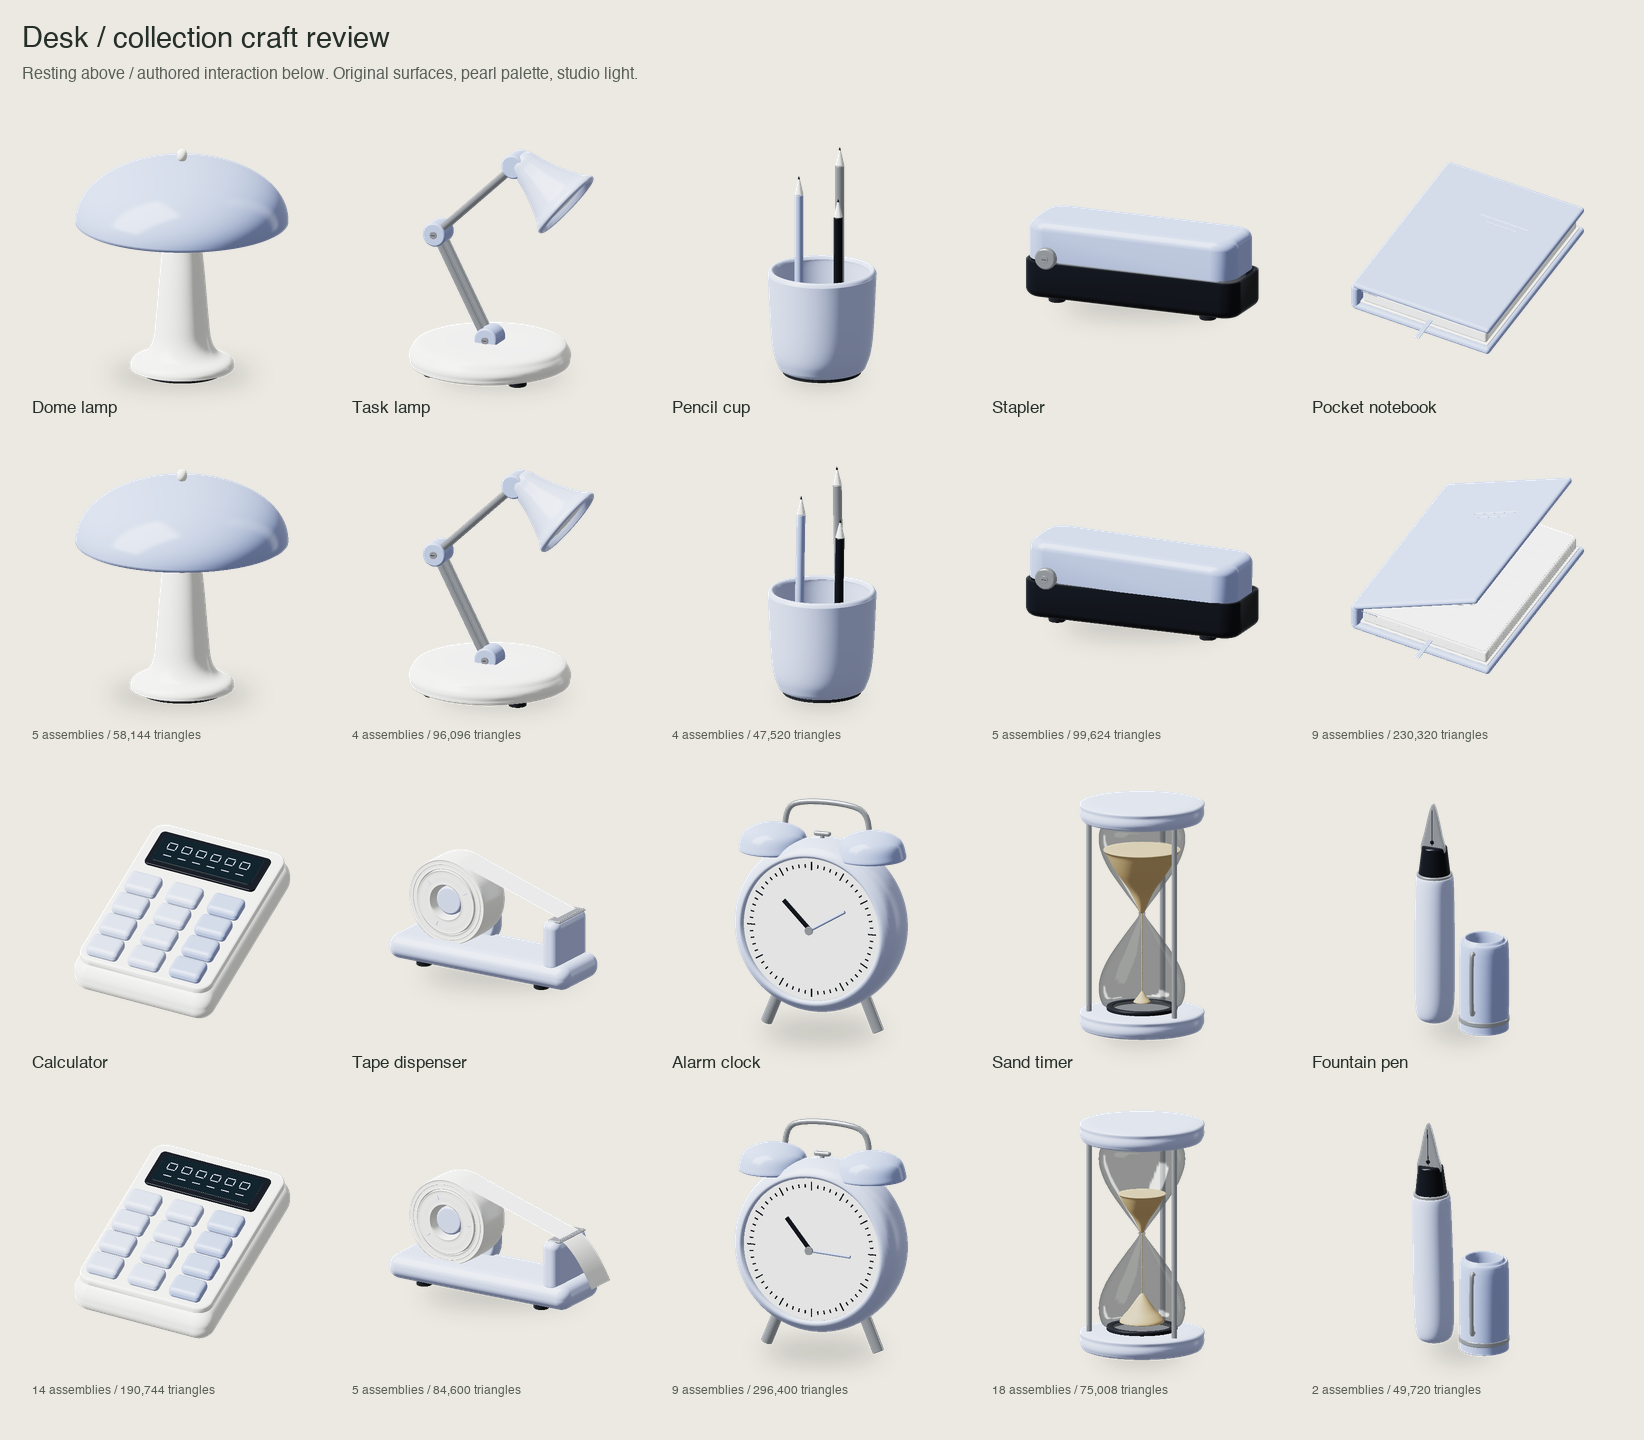 Desk / collection craft review
Resting above / authored interaction below. Original surfaces, pearl palette, studio light.
Dome lamp
Task lamp
Pencil cup
Stapler
Pocket notebook
5 assemblies / 58,144 triangles
4 assemblies / 96,096 triangles
4 assemblies / 47,520 triangles
5 assemblies / 99,624 triangles
9 assemblies / 230,320 triangles
Calculator
Tape dispenser
Alarm clock
Sand timer
Fountain pen
14 assemblies / 190,744 triangles
5 assemblies / 84,600 triangles
9 assemblies / 296,400 triangles
18 assemblies / 75,008 triangles
2 assemblies / 49,720 triangles